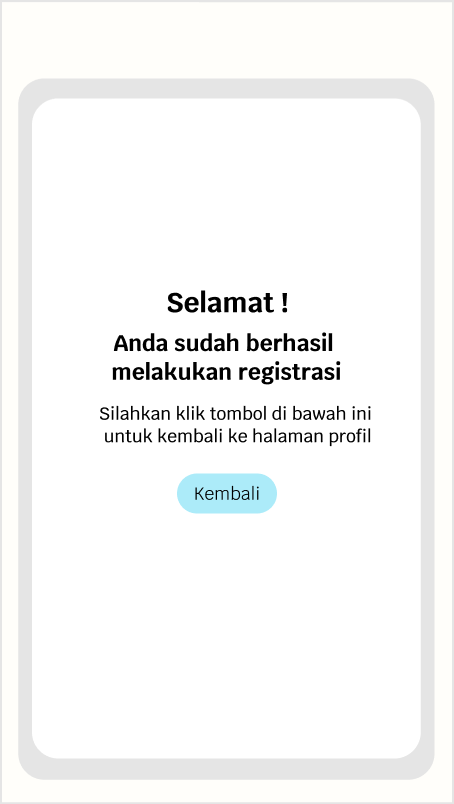 Selamat !
Anda sudah berhasil
melakukan registrasi
Silahkan klik tombol di bawah ini
untuk kembali ke halaman profil
Kembali